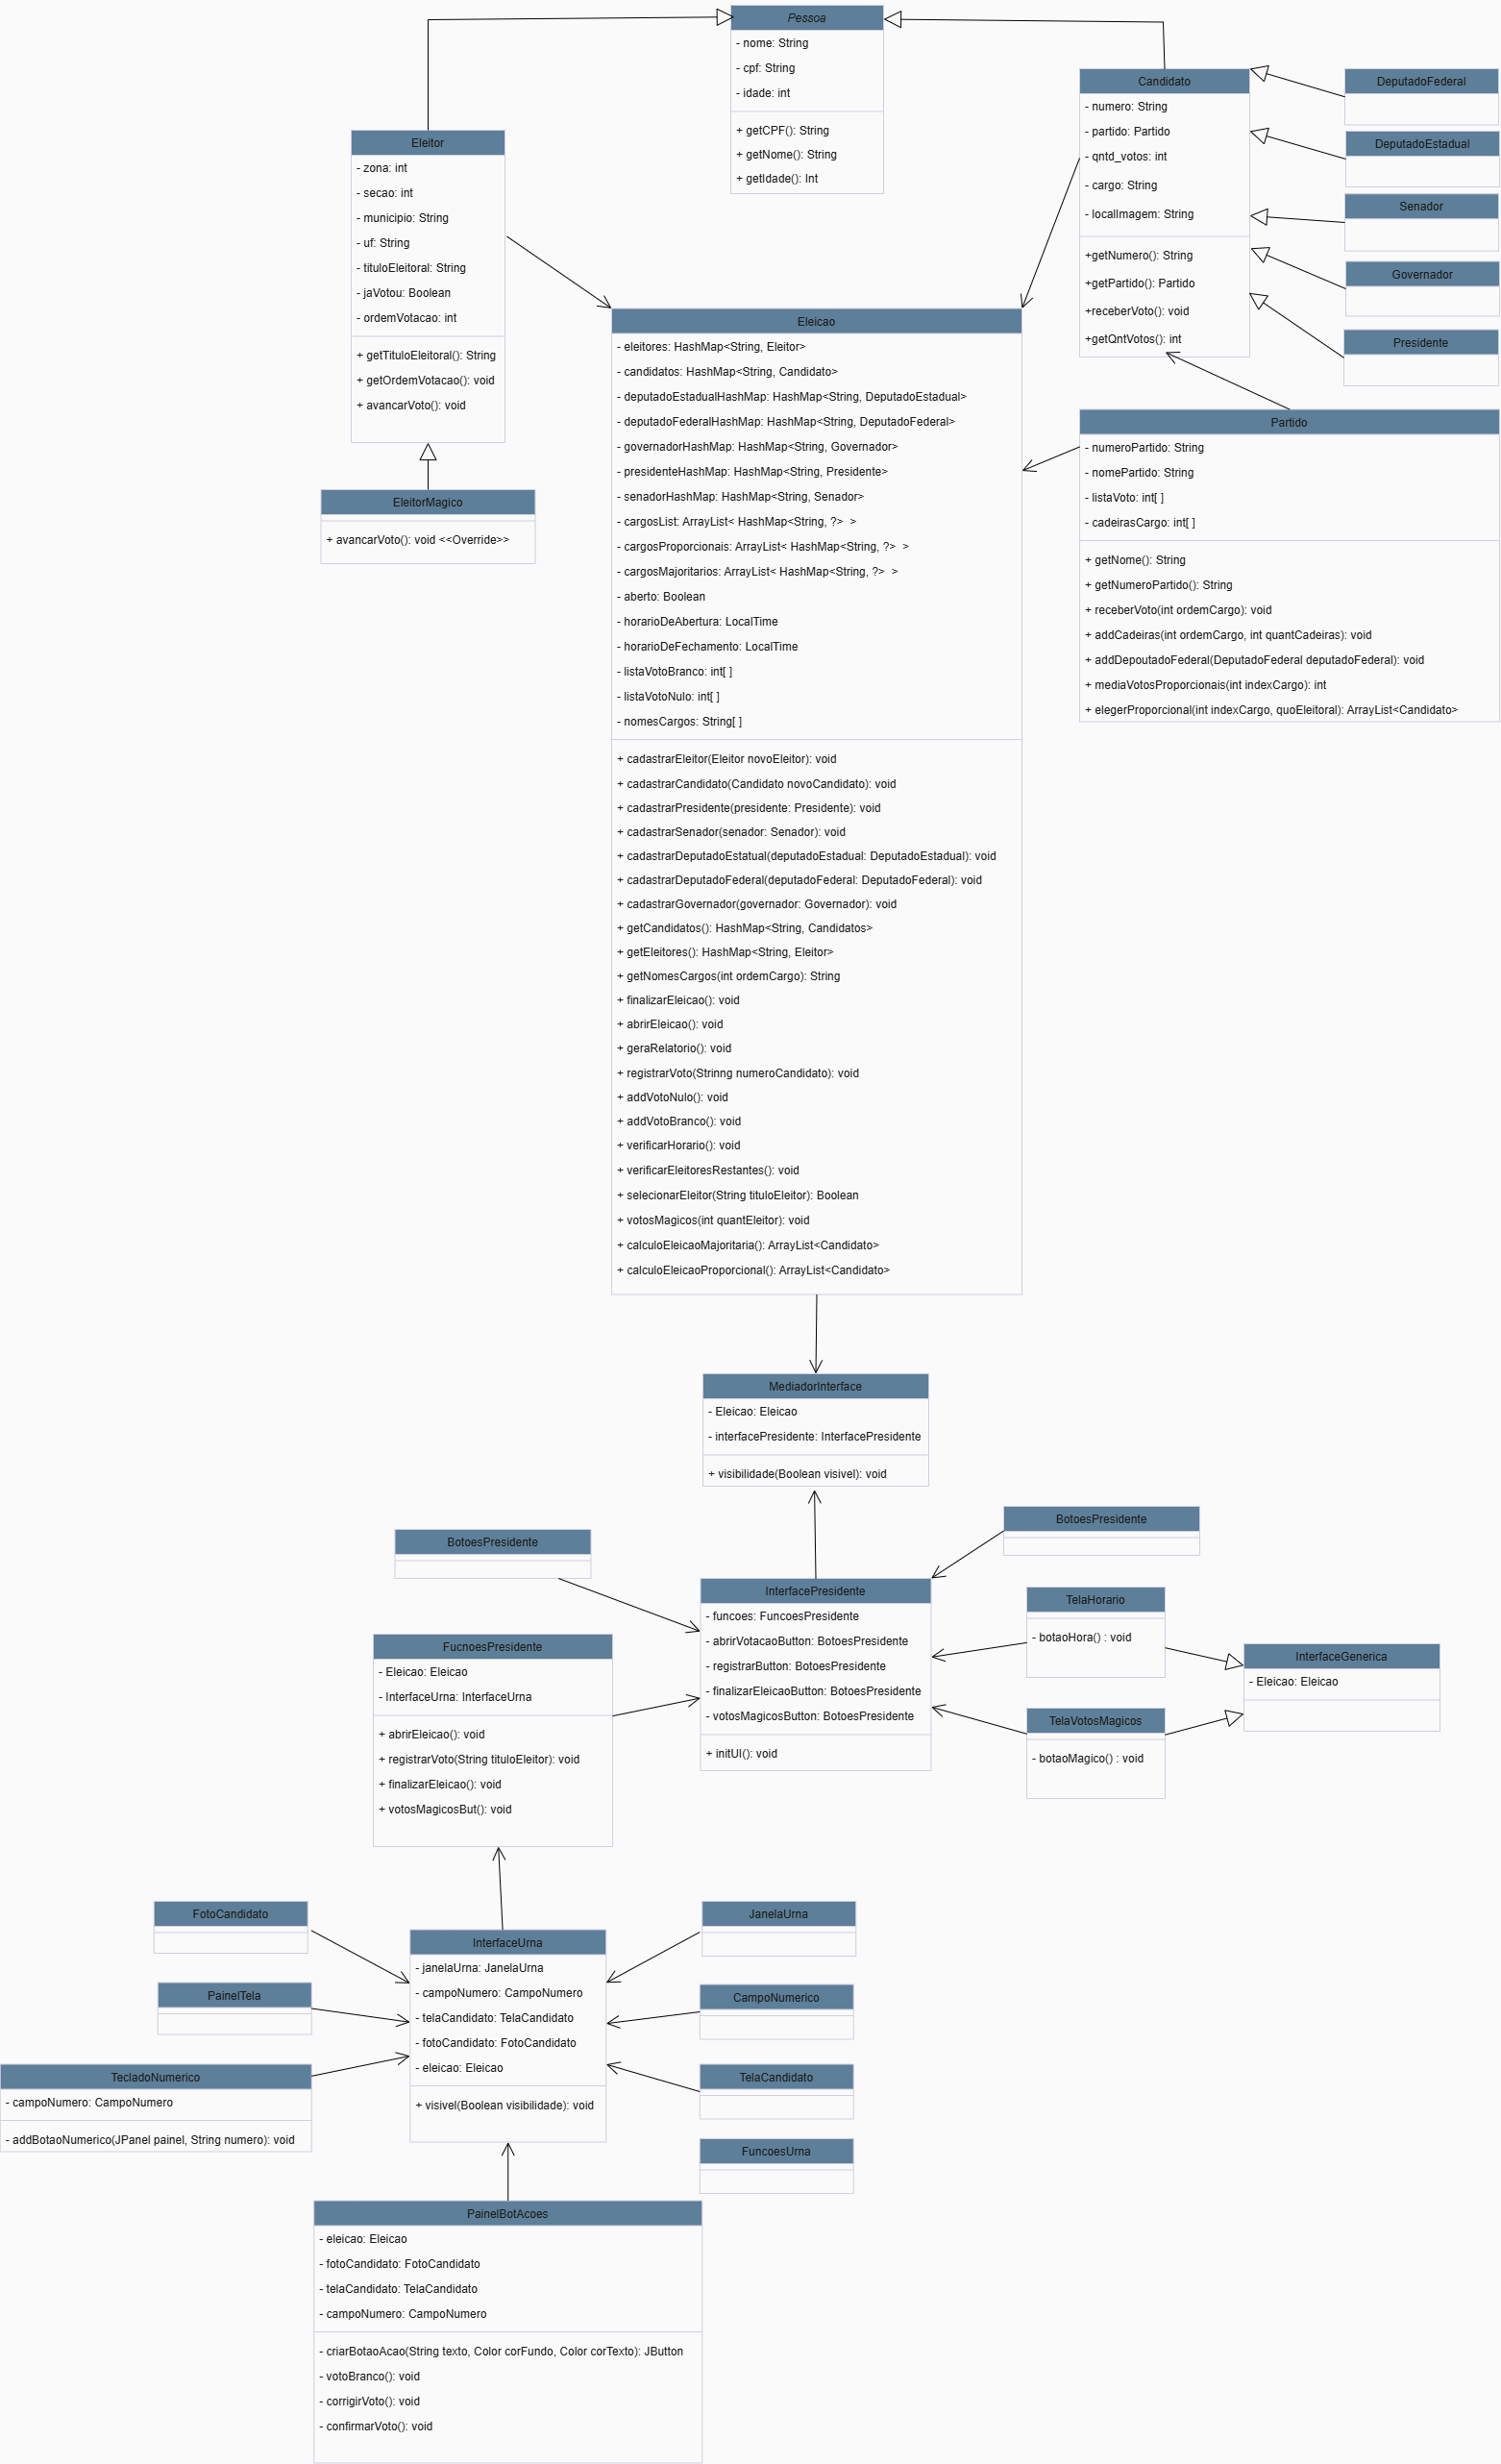 Pessoa
- nome: String
- cpf: String
- idade: int
+ getCPF(): String
+ getNome(): String
+ getIdade(): Int
Candidato
- numero: String
- partido: Partido
- qntd_votos: int
- cargo: String
- localImagem: String
+getNumero(): String
+getPartido(): Partido
+receberVoto(): void
+getQntVotos(): int
DeputadoFederal
DeputadoEstadual
Senador
Governador
Presidente
Eleitor
- zona: int
- secao: int
- municipio: String
- uf: String
- tituloEleitoral: String
- jaVotou: Boolean
- ordemVotacao: int
+ getTituloEleitoral(): String
+ getOrdemVotacao(): void
+ avancarVoto(): void
EleitorMagico
+ avancarVoto(): void <<Override>>
Eleicao
- eleitores: HashMap<String, Eleitor>
- candidatos: HashMap<String, Candidato>
- deputadoEstadualHashMap: HashMap<String, DeputadoEstadual>
- deputadoFederalHashMap: HashMap<String, DeputadoFederal>
- governadorHashMap: HashMap<String, Governador>
- presidenteHashMap: HashMap<String, Presidente>
- senadorHashMap: HashMap<String, Senador>
- cargosList: ArrayList< HashMap<String, ?>  >
- cargosProporcionais: ArrayList< HashMap<String, ?>  >
- cargosMajoritarios: ArrayList< HashMap<String, ?>  >
- aberto: Boolean
- horarioDeAbertura: LocalTime
- horarioDeFechamento: LocalTime
- listaVotoBranco: int[ ]
- listaVotoNulo: int[ ]
- nomesCargos: String[ ]
+ cadastrarEleitor(Eleitor novoEleitor): void
+ cadastrarCandidato(Candidato novoCandidato): void
+ cadastrarPresidente(presidente: Presidente): void
+ cadastrarSenador(senador: Senador): void
+ cadastrarDeputadoEstatual(deputadoEstadual: DeputadoEstadual): void
+ cadastrarDeputadoFederal(deputadoFederal: DeputadoFederal): void
+ cadastrarGovernador(governador: Governador): void
+ getCandidatos(): HashMap<String, Candidatos>
+ getEleitores(): HashMap<String, Eleitor>
+ getNomesCargos(int ordemCargo): String
+ finalizarEleicao(): void
+ abrirEleicao(): void
+ geraRelatorio(): void
+ registrarVoto(Strinng numeroCandidato): void
+ addVotoNulo(): void
+ addVotoBranco(): void
+ verificarHorario(): void
+ verificarEleitoresRestantes(): void
+ selecionarEleitor(String tituloEleitor): Boolean
+ votosMagicos(int quantEleitor): void
+ calculoEleicaoMajoritaria(): ArrayList<Candidato>
+ calculoEleicaoProporcional(): ArrayList<Candidato>
Partido
- numeroPartido: String
- nomePartido: String
- listaVoto: int[ ]
- cadeirasCargo: int[ ]
+ getNome(): String
+ getNumeroPartido(): String
+ receberVoto(int ordemCargo): void
+ addCadeiras(int ordemCargo, int quantCadeiras): void
+ addDepoutadoFederal(DeputadoFederal deputadoFederal): void
+ mediaVotosProporcionais(int indexCargo): int
+ elegerProporcional(int indexCargo, quoEleitoral): ArrayList<Candidato>
MediadorInterface
- Eleicao: Eleicao
- interfacePresidente: InterfacePresidente
+ visibilidade(Boolean visivel): void
BotoesPresidente
BotoesPresidente
InterfacePresidente
- funcoes: FuncoesPresidente
- abrirVotacaoButton: BotoesPresidente
- registrarButton: BotoesPresidente
- finalizarEleicaoButton: BotoesPresidente
- votosMagicosButton: BotoesPresidente
+ initUI(): void
TelaHorario
- botaoHora() : void
InterfaceGenerica
- Eleicao: Eleicao
TelaVotosMagicos
- botaoMagico() : void
FucnoesPresidente
- Eleicao: Eleicao
- InterfaceUrna: InterfaceUrna
+ abrirEleicao(): void
+ registrarVoto(String tituloEleitor): void
+ finalizarEleicao(): void
+ votosMagicosBut(): void
FotoCandidato
PainelTela
TecladoNumerico
- campoNumero: CampoNumero
- addBotaoNumerico(JPanel painel, String numero): void
InterfaceUrna
- janelaUrna: JanelaUrna
- campoNumero: CampoNumero
- telaCandidato: TelaCandidato
- fotoCandidato: FotoCandidato
- eleicao: Eleicao
+ visivel(Boolean visibilidade): void
JanelaUrna
CampoNumerico
TelaCandidato
FuncoesUrna
PainelBotAcoes
- eleicao: Eleicao
- fotoCandidato: FotoCandidato
- telaCandidato: TelaCandidato
- campoNumero: CampoNumero
- criarBotaoAcao(String texto, Color corFundo, Color corTexto): JButton
- votoBranco(): void
- corrigirVoto(): void
- confirmarVoto(): void